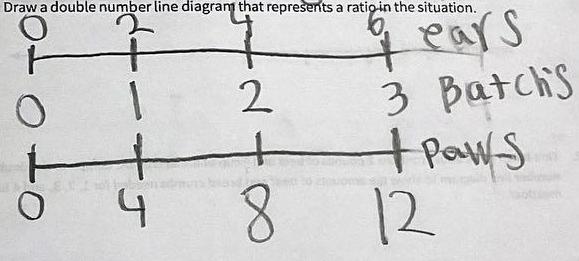 Draw a double number line diagram that represents a ratio in the situation.
0 2 4 6 ears
0 1 2 3 Batchs
paws
0 4 8 12